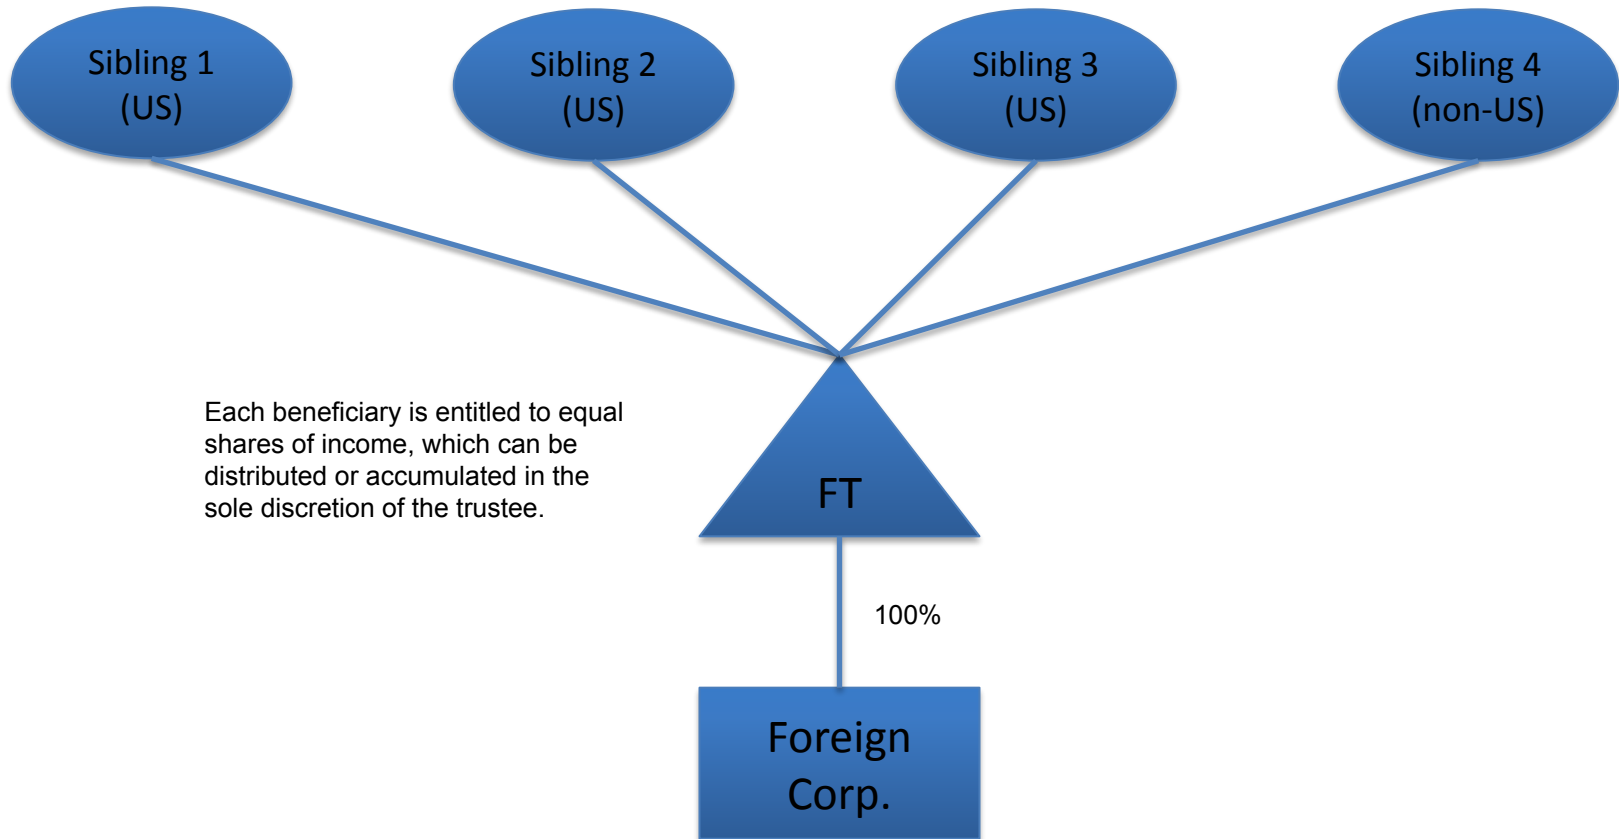 Sibling 1
(US)
Sibling 2
(US)
Sibling 3
(US)
Sibling 4
(non-US)
Each beneficiary is entitled to equal
shares of income, which can be
distributed or accumulated in the
sole discretion of the trustee.
FT
100%
Foreign
Corp.